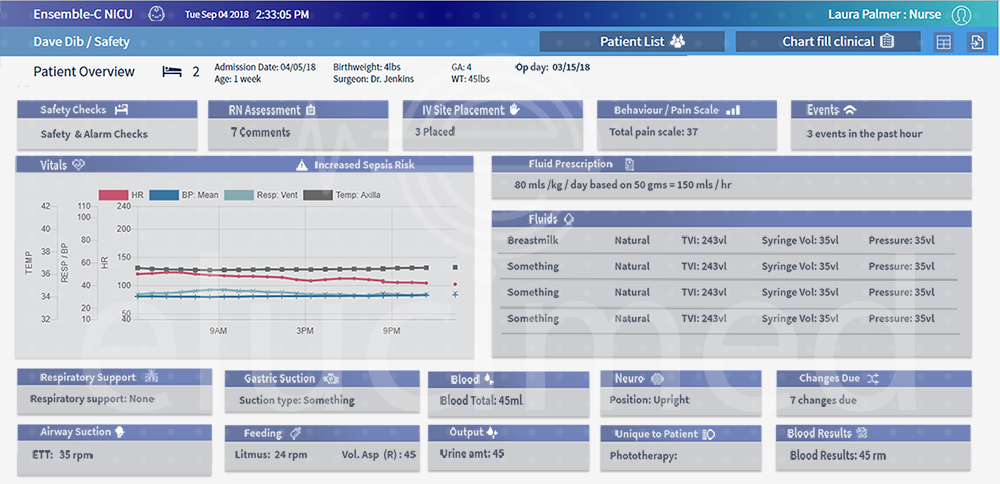 Ensemble-C NICU Tue Sep 04 2018 2:33:05 PM Laura Palmer : Nurse
Dave Dib / Safety Patient List Chart fill clinical
Patient Overview 2 Admission Date: 04/05/18 Birthweight: 4lbs GA: 4 Op day: 03/15/18
Age: 1 week Surgeon: Dr. Jenkins WT: 45lbs
Safety Checks RN Assessment IV Site Placement Behaviour / Pain Scale Events
Safety & Alarm Checks 7 Comments 3 Placed Total pain scale: 37 3 events in the past hour
Vitals Increased Sepsis Risk
HR BP: Mean Resp: Vent Temp: Axilla
42 110 240
40 100 200
38 80 150
36 60 100
34 40 50
32 20 40
10
TEMP
RESP / BP
HR
9AM 3PM 9PM
Fluid Prescription
80 mls /kg / day based on 50 gms = 150 mls / hr
Fluids
Breastmilk Natural TVI: 243vl Syringe Vol: 35vl Pressure: 35vl
Something Natural TVI: 243vl Syringe Vol: 35vl Pressure: 35vl
Something Natural TVI: 243vl Syringe Vol: 35vl Pressure: 35vl
Something Natural TVI: 243vl Syringe Vol: 35vl Pressure: 35vl
Respiratory Support Gastric Suction Blood Neuro Changes Due
Respiratory support: None Suction type: Something Blood Total: 45ml Position: Upright 7 changes due
Airway Suction Feeding Output Unique to Patient Blood Results
ETT: 35 rpm Litmus: 24 rpm Vol. Asp (R) : 45 Urine amt: 45 Phototherapy: Blood Results: 45 rm